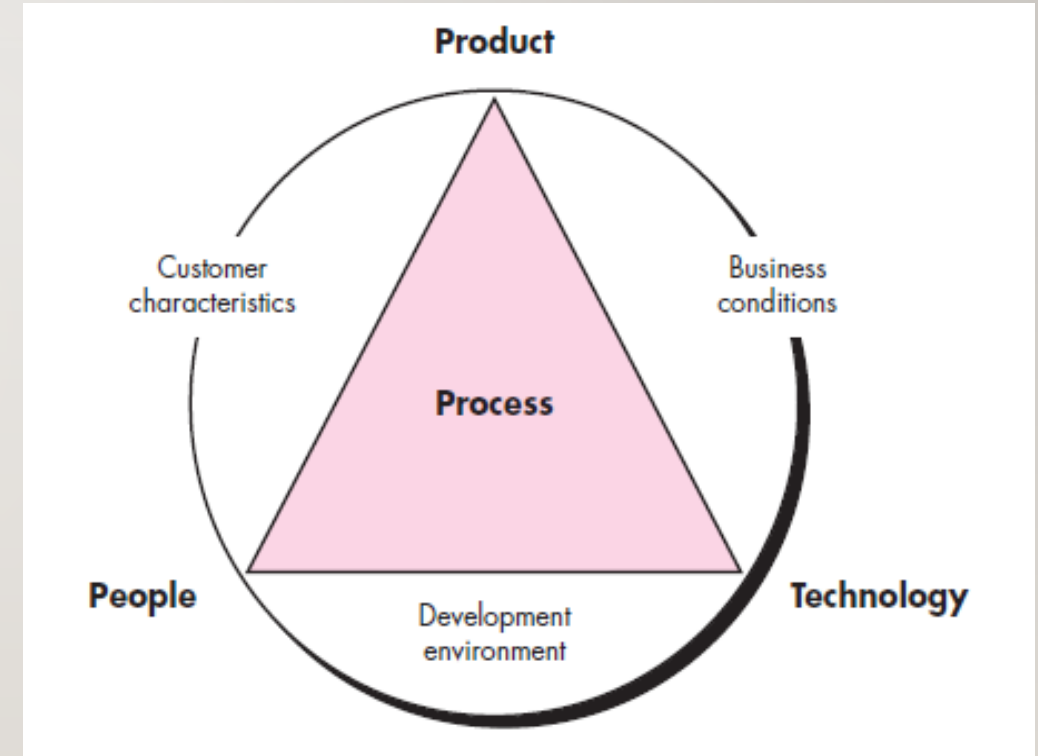 Product
Customer
characteristics
Business
conditions
Process
People
Technology
Development
environment